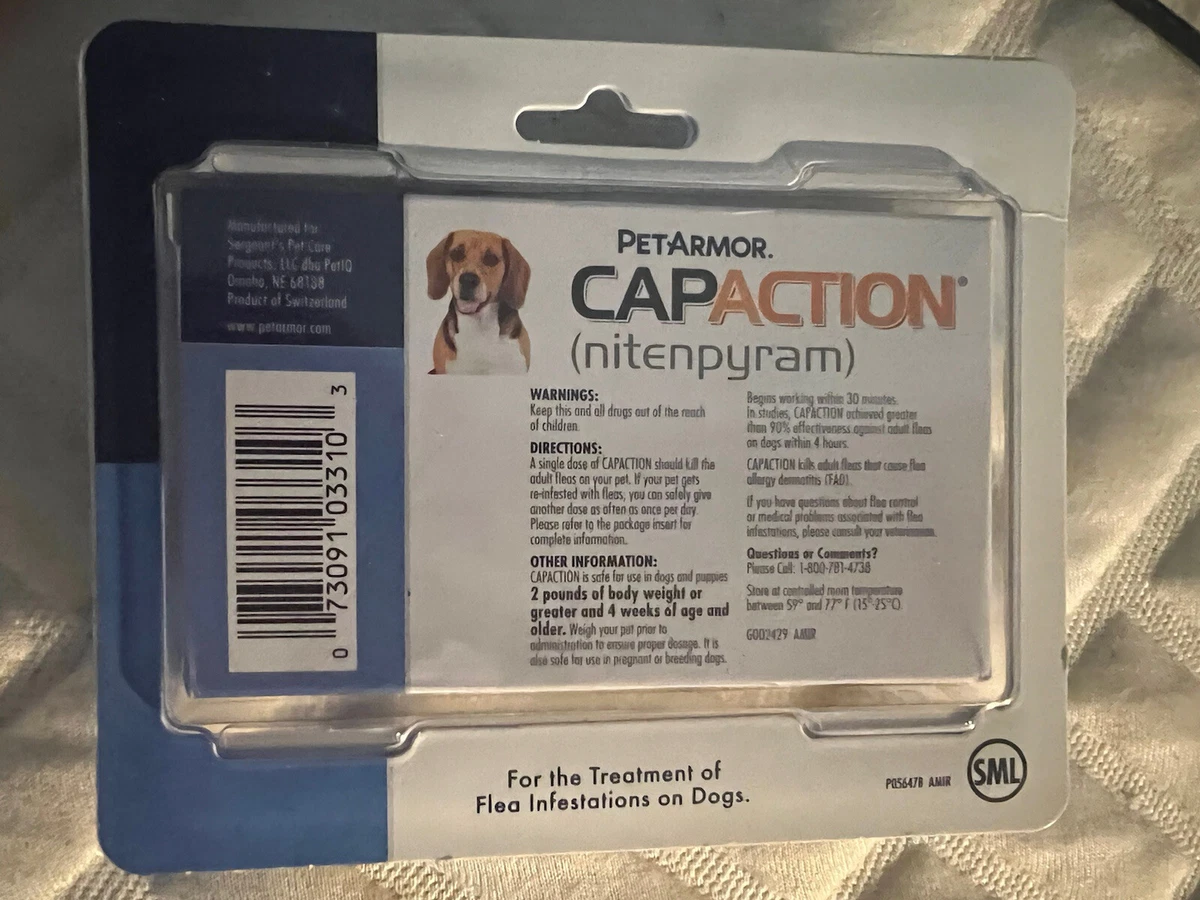 Manufactured for
Sergeant's Pet Care
Products, LLC dba PetIQ
Omaha, NE 68138
Product of Switzerland
www.petarmor.com
0 73091 03310 3
PETARMOR.
CAPACTION®
(nitenpyram)
WARNINGS:
Keep this and all drugs out of the reach
of children.
DIRECTIONS:
A single dose of CAPACTION should kill the
adult fleas on your pet. If your pet gets
re-infested with fleas, you can safely give
another dose as often as once per day.
Please refer to the package insert for
complete information.
OTHER INFORMATION:
CAPACTION is safe for use in dogs and puppies
2 pounds of body weight or
greater and 4 weeks of age and
older. Weigh your pet prior to
administration to ensure proper dosage. It is
also safe for use in pregnant or breeding dogs.
Begins working within 30 minutes.
In studies, CAPACTION achieved greater
than 90% effectiveness against adult fleas
on dogs within 4 hours.
CAPACTION kills adult fleas that cause flea
allergy dermatitis (FAD).
If you have questions about flea control
or medical problems associated with flea
infestations, please consult your veterinarian.
Questions or Comments?
Please Call: 1-800-781-4738
Store at controlled room temperature
between 59° and 77° F (15°-25°C).
G002429 AMIR
For the Treatment of
Flea Infestations on Dogs.
P05647B AMIR
SML